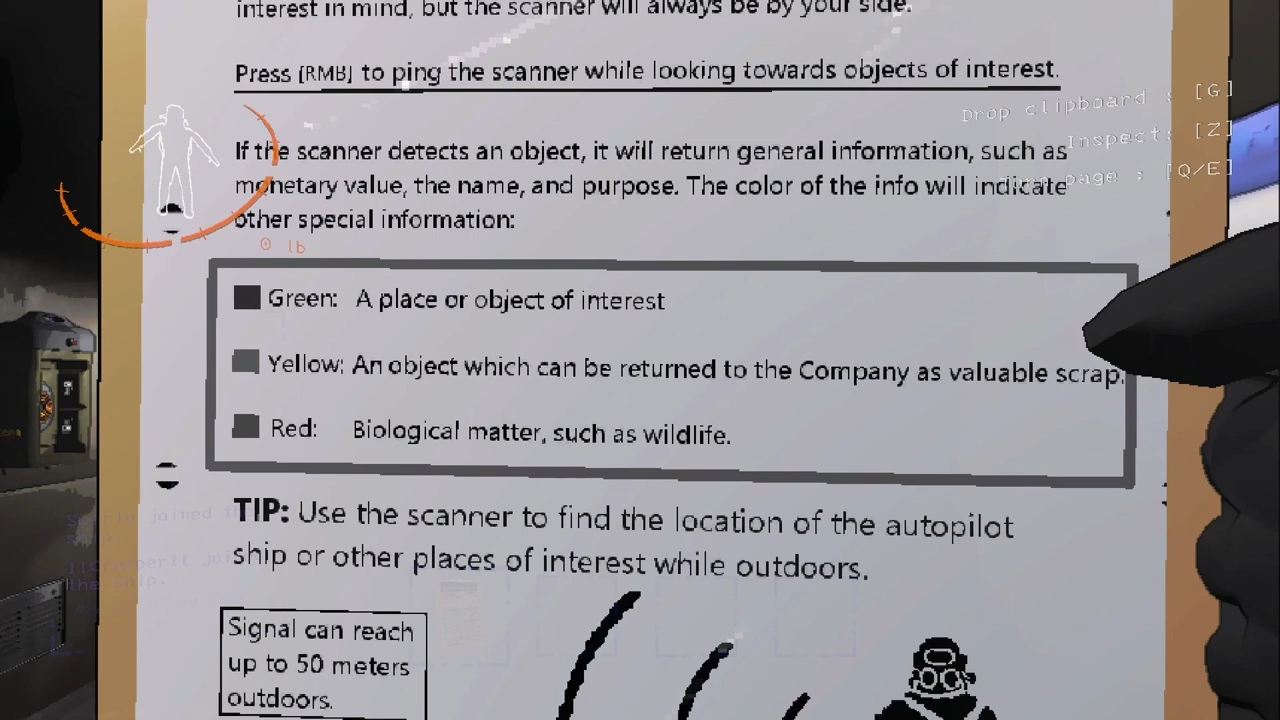 interest in mind, but the scanner will always be by your side.
Press [RMB] to ping the scanner while looking towards objects of interest.
Drop clipboard : [G]
Inspect: [Z]
page : [Q/E]
If the scanner detects an object, it will return general information, such as
monetary value, the name, and purpose. The color of the info will indicate
other special information:
0 lb
Green: A place or object of interest
Yellow: An object which can be returned to the Company as valuable scrap.
Red: Biological matter, such as wildlife.
TIP: Use the scanner to find the location of the autopilot
ship or other places of interest while outdoors.
joined
ship.
the ship.
Signal can reach
up to 50 meters
outdoors.